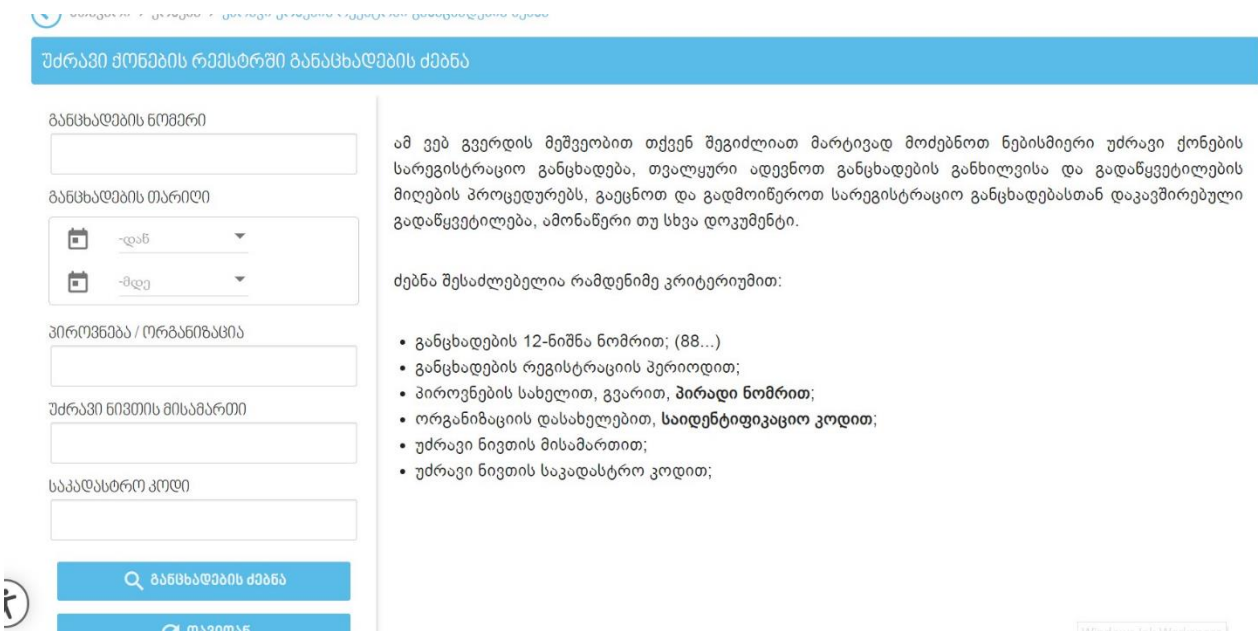 უძრავი ქონების რეესტრში განაცხადების ძებნა
განცხადების ნომერი
განცხადების თარიღი
-დან
-მდე
პიროვნება / ორგანიზაცია
უძრავი ნივთის მისამართი
საკადასტრო კოდი
განცხადების ძებნა
ამ ვებ გვერდის მეშვეობით თქვენ შეგიძლიათ მარტივად მოძებნოთ ნებისმიერი უძრავი ქონების
სარეგისტრაციო განცხადება, თვალყური ადევნოთ განცხადების განხილვისა და გადაწყვეტილების
მიღების პროცედურებს, გაეცნოთ და გადმოიწეროთ სარეგისტრაციო განცხადებასთან დაკავშირებული
გადაწყვეტილება, ამონაწერი თუ სხვა დოკუმენტი.
ძებნა შესაძლებელია რამდენიმე კრიტერიუმით:
• განცხადების 12-ნიშნა ნომრით; (88...)
• განცხადების რეგისტრაციის პერიოდით;
• პიროვნების სახელით, გვარით, პირადი ნომრით;
• ორგანიზაციის დასახელებით, საიდენტიფიკაციო კოდით;
• უძრავი ნივთის მისამართით;
• უძრავი ნივთის საკადასტრო კოდით;